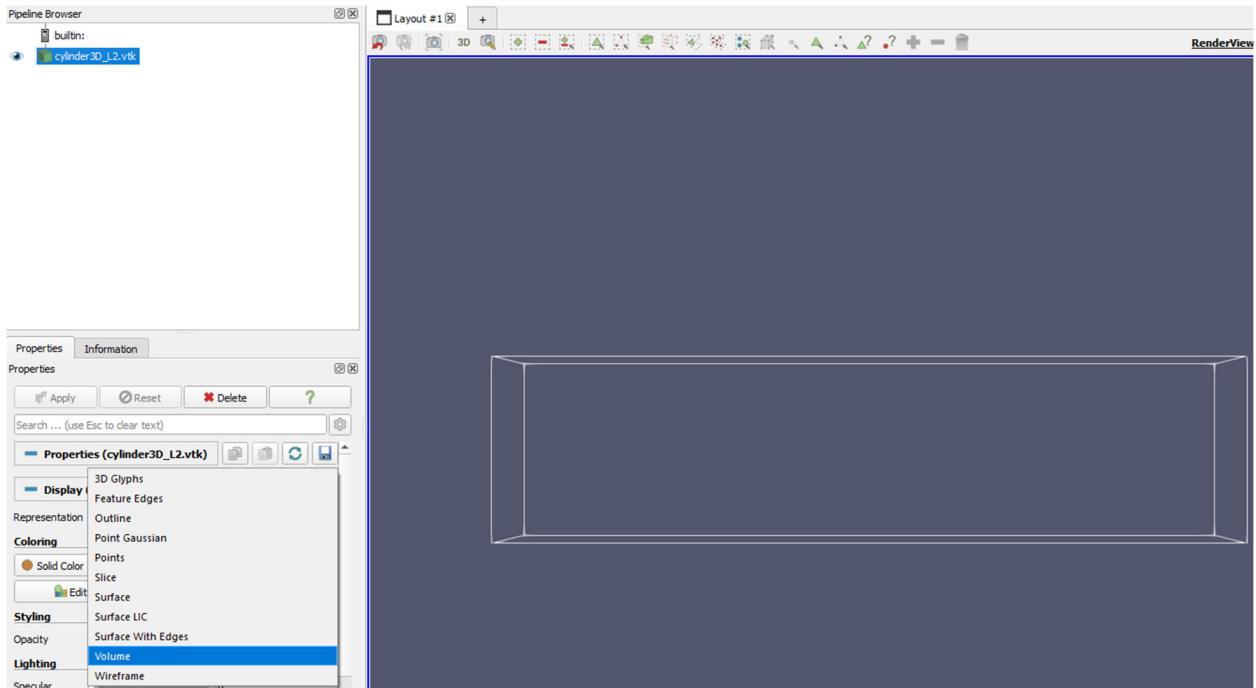 Pipeline Browser
builtin:
cylinder3D_L2.vtk
Properties Information
Properties
Apply Reset Delete ?
Search ... (use Esc to clear text)
Properties (cylinder3D_L2.vtk)
Display (
Representation
Coloring
Solid Color
Edit
Styling
Opacity
Lighting
Specular
3D Glyphs
Feature Edges
Outline
Point Gaussian
Points
Slice
Surface
Surface LIC
Surface With Edges
Volume
Wireframe
Layout #1 +
3D
RenderView